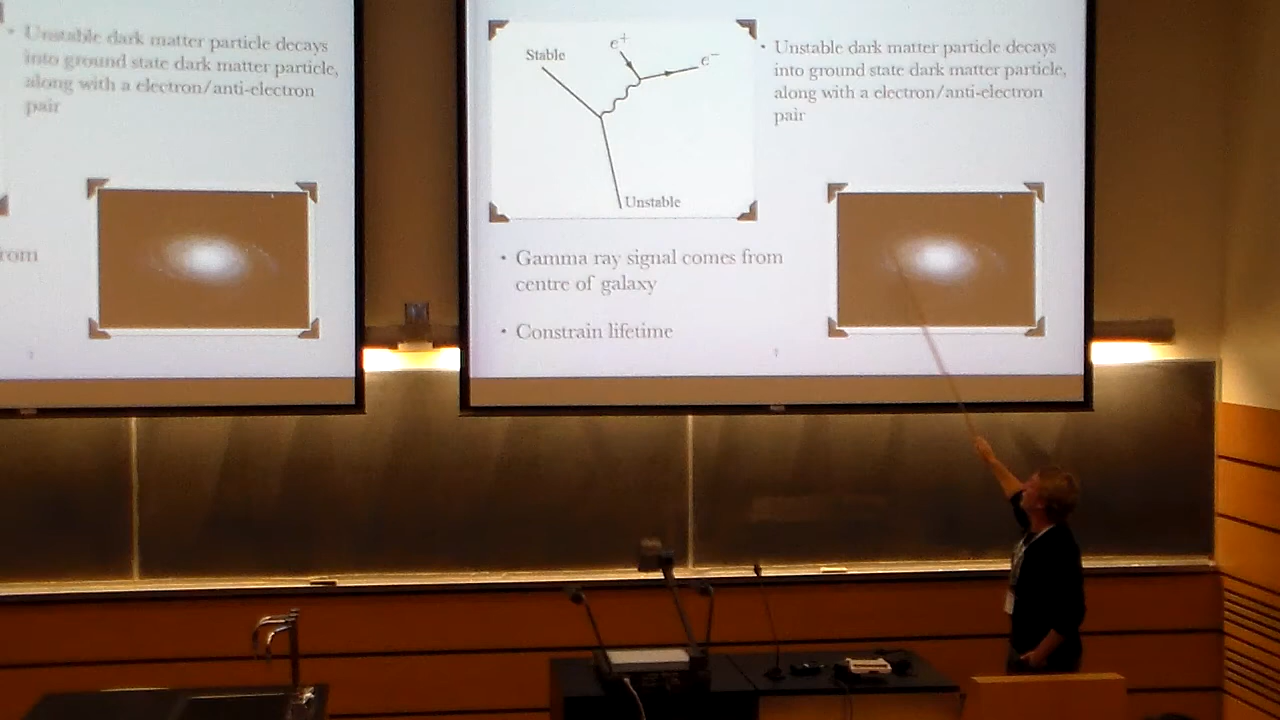 Unstable dark matter particle decays
into ground state dark matter particle,
along with a electron/anti-electron
pair
rom
Stable
e+
e−
Unstable
• Unstable dark matter particle decays
into ground state dark matter particle,
along with a electron/anti-electron
pair
• Gamma ray signal comes from
centre of galaxy
• Constrain lifetime